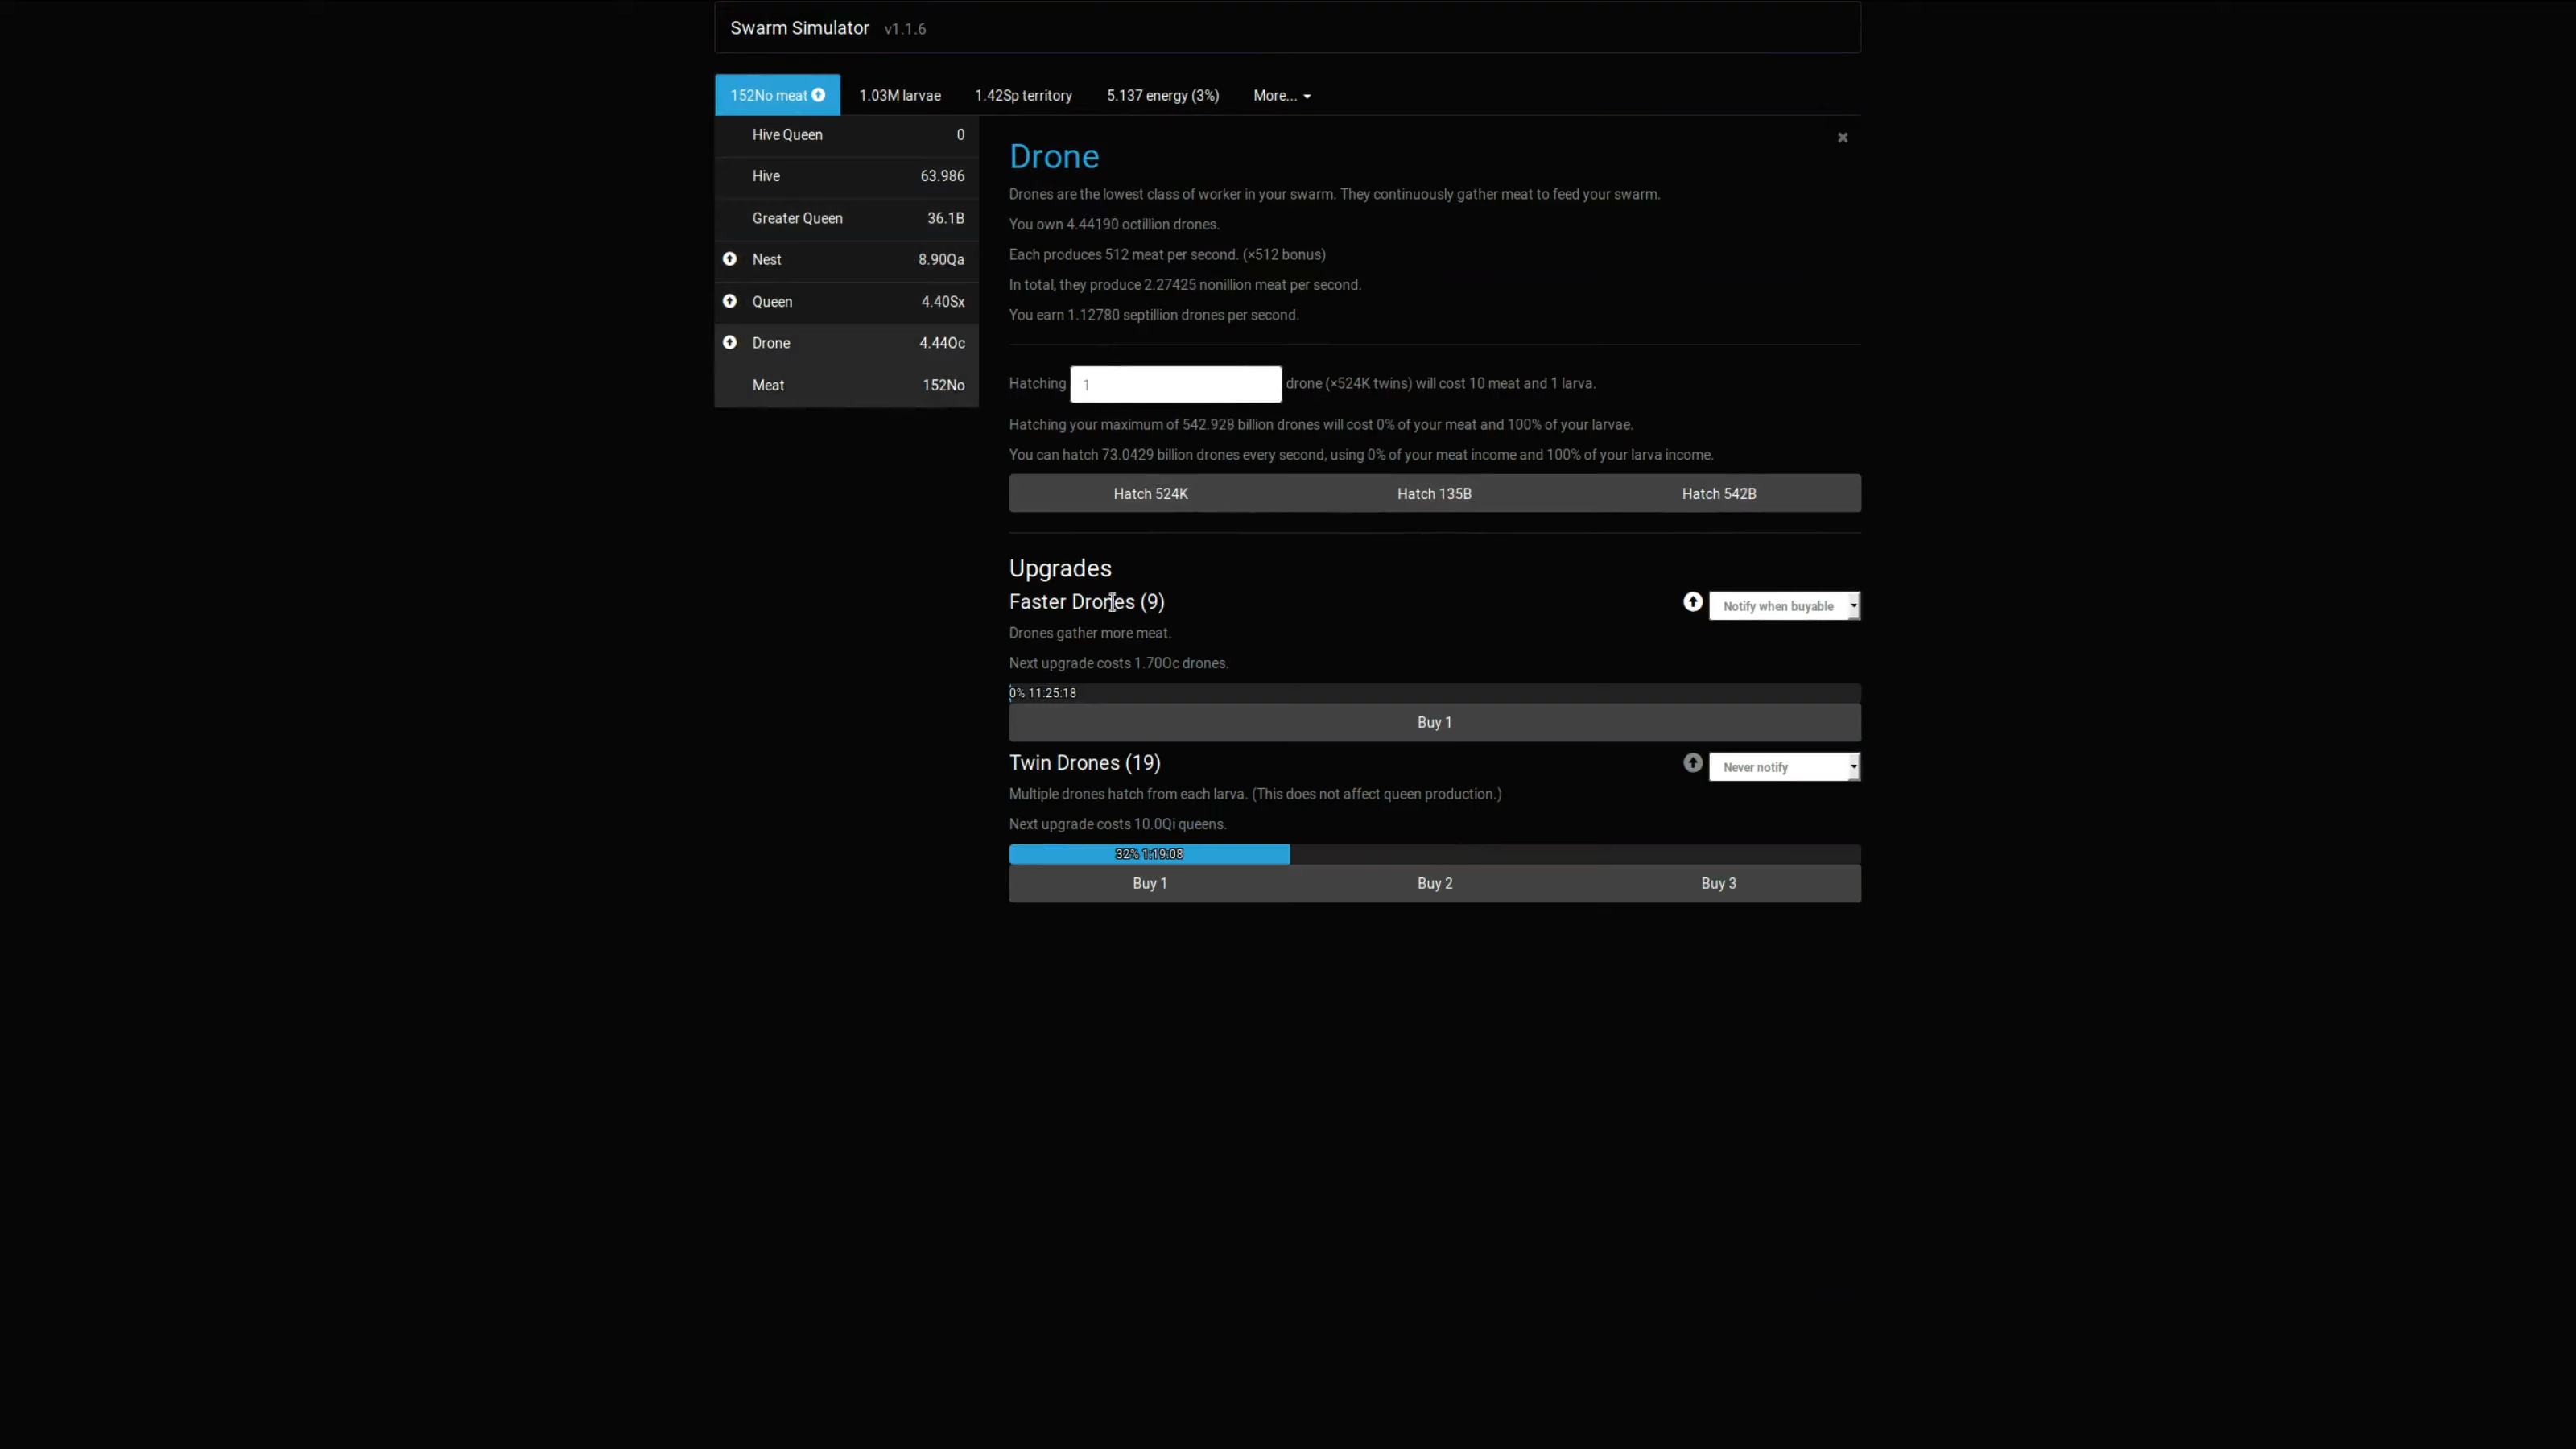 Swarm Simulator v1.1.6
152No meat 1.03M larvae 1.42Sp territory 5.137 energy (3%) More...
Hive Queen 0
Hive 63.986
Greater Queen 36.1B
Nest 8.90Qa
Queen 4.40Sx
Drone 4.44Oc
Meat 152No
Drone
Drones are the lowest class of worker in your swarm. They continuously gather meat to feed your swarm.
You own 4.44190 octillion drones.
Each produces 512 meat per second. (×512 bonus)
In total, they produce 2.27425 nonillion meat per second.
You earn 1.12780 septillion drones per second.
Hatching 1 drone (×524K twins) will cost 10 meat and 1 larva.
Hatching your maximum of 542.928 billion drones will cost 0% of your meat and 100% of your larvae.
You can hatch 73.0429 billion drones every second, using 0% of your meat income and 100% of your larva income.
Hatch 524K Hatch 135B Hatch 542B
Upgrades
Faster Drones (9) Notify when buyable
Drones gather more meat.
Next upgrade costs 1.70Oc drones.
0% 11:25:18
Buy 1
Twin Drones (19) Never notify
Multiple drones hatch from each larva. (This does not affect queen production.)
Next upgrade costs 10.0Qi queens.
32% 1:19:08
Buy 1 Buy 2 Buy 3